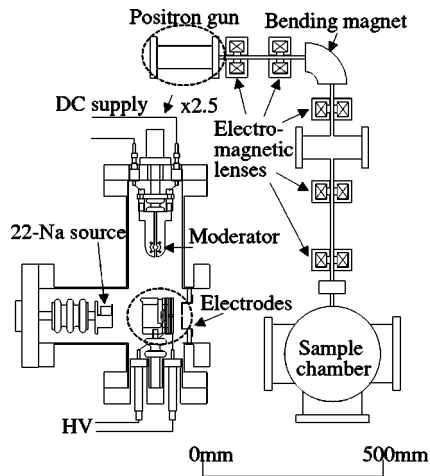 Positron gun
Bending magnet
DC supply
x2.5
Electro-
magnetic
lenses
22-Na source
Moderator
Electrodes
Sample
chamber
HV
0mm
500mm